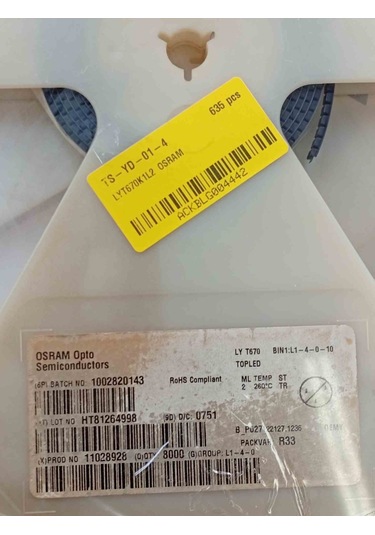 635 pcs
TS-YD-01-4
LYT670K1L2 OSRAM
ACKBLG004442
OSRAM Opto
Semiconductors
LY T670 BIN1:L1-4-0-10
TOPLED
(6P) BATCH NO: 1002820143
RoHS Compliant
ML TEMP ST
2 260°C TR
LOT NO: HT81264998 (9D) D/C: 0751
PACKVAR: R33
(X)PROD NO: 11028928 (Q)QTY: 8000 (G)GROUP: L1-4-0